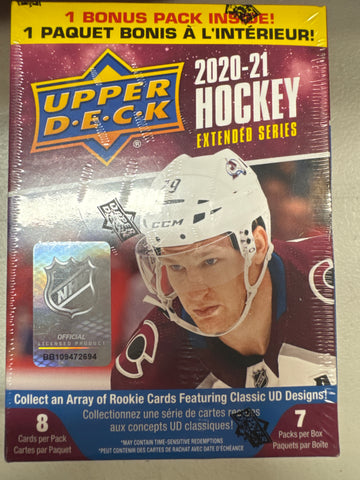 1 BONUS PACK INSIDE!
1 PAQUET BONIS À L'INTÉRIEUR!
UPPER
D·E·C·K
®
2020-21
HOCKEY
EXTENDED SERIES
CCM
NHL
OFFICIAL
LICENSED PRODUCT
BB109472694
Collect an Array of Rookie Cards Featuring Classic UD Designs!
Collectionnez une série de cartes
aux concepts UD classiques!
8
Cards per Pack
Cartes par Paquet
*MAY CONTAIN TIME-SENSITIVE REDEMPTIONS
*PEUT CONTENIR DES CARTES DE RACHAT AVEC DATE D'ÉCHÉANCE
7
Packs per Box
Paquets par Boîte